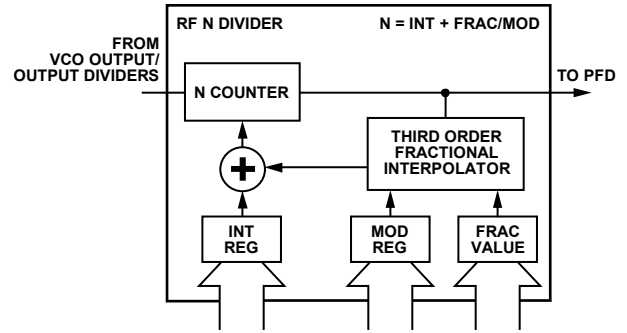 RF N DIVIDER
N = INT + FRAC/MOD
FROM
VCO OUTPUT/
OUTPUT DIVIDERS
N COUNTER
TO PFD
THIRD ORDER
FRACTIONAL
INTERPOLATOR
+
INT
REG
MOD
REG
FRAC
VALUE